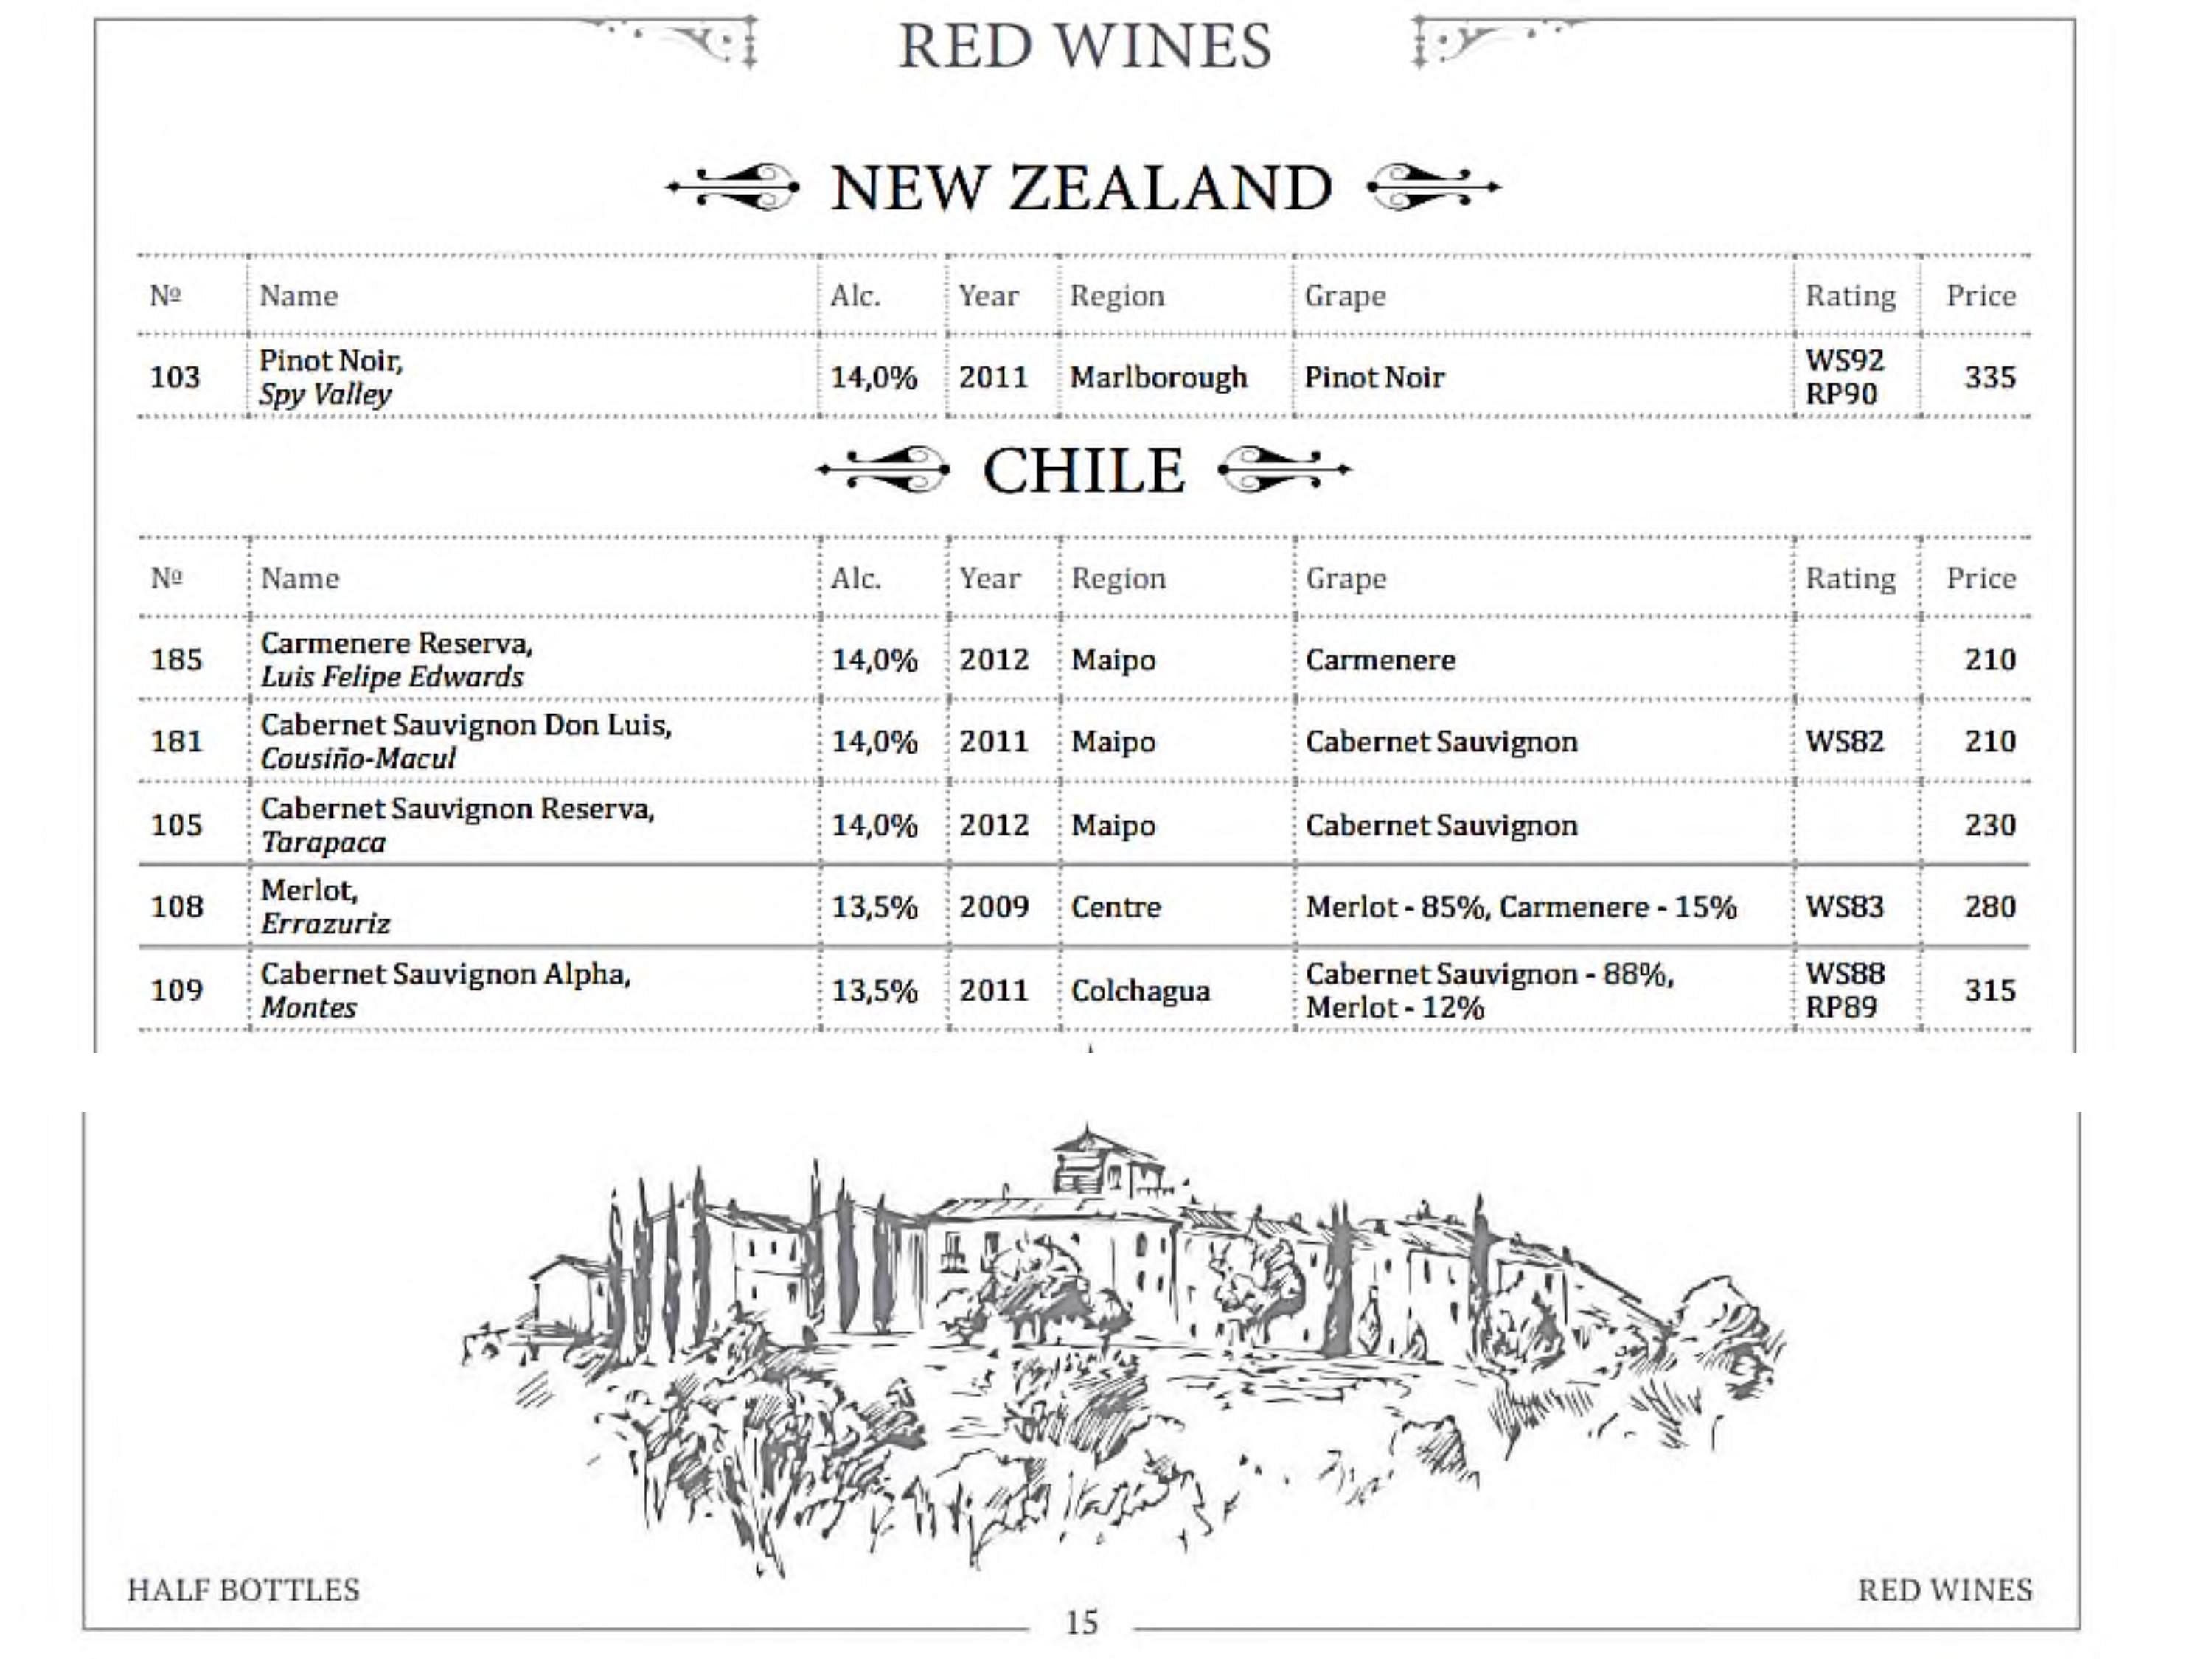 RED WINES
NEW ZEALAND
№ Name Alc. Year Region Grape Rating Price
103 Pinot Noir, Spy Valley 14,0% 2011 Marlborough Pinot Noir WS92 RP90 335
CHILE
№ Name Alc. Year Region Grape Rating Price
185 Carmenere Reserva, Luis Felipe Edwards 14,0% 2012 Maipo Carmenere 210
181 Cabernet Sauvignon Don Luis, Cousiño-Macul 14,0% 2011 Maipo Cabernet Sauvignon WS82 210
105 Cabernet Sauvignon Reserva, Tarapaca 14,0% 2012 Maipo Cabernet Sauvignon 230
108 Merlot, Errazuriz 13,5% 2009 Centre Merlot - 85%, Carmenere - 15% WS83 280
109 Cabernet Sauvignon Alpha, Montes 13,5% 2011 Colchagua Cabernet Sauvignon - 88%, Merlot - 12% WS88 RP89 315
HALF BOTTLES
15
RED WINES